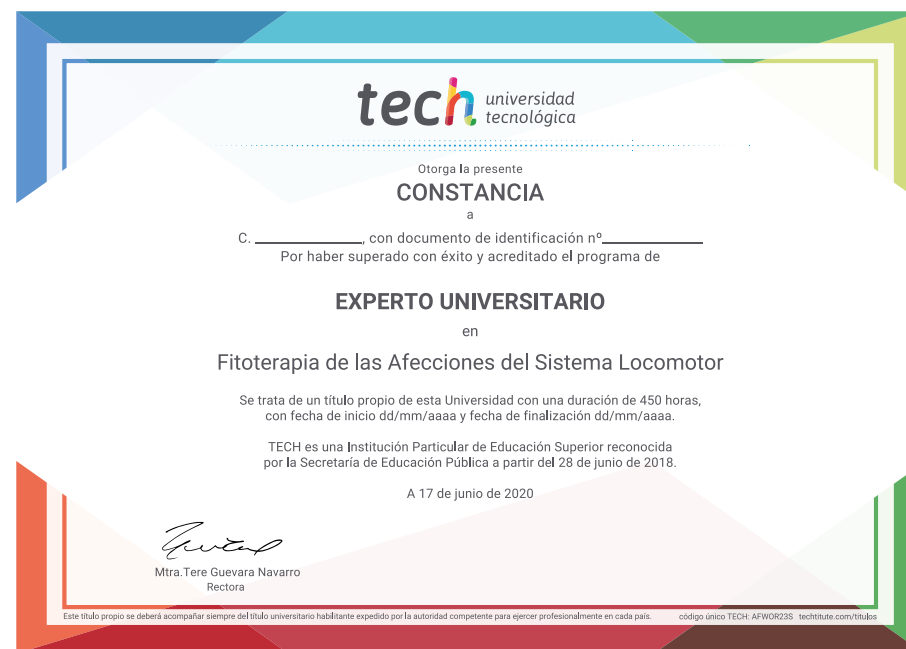 tech universidad
tecnológica
Otorga la presente
CONSTANCIA
a
C. ____________, con documento de identificación nº____________
Por haber superado con éxito y acreditado el programa de
EXPERTO UNIVERSITARIO
en
Fitoterapia de las Afecciones del Sistema Locomotor
Se trata de un título propio de esta Universidad con una duración de 450 horas,
con fecha de inicio dd/mm/aaaa y fecha de finalización dd/mm/aaaa.
TECH es una Institución Particular de Educación Superior reconocida
por la Secretaría de Educación Pública a partir del 28 de junio de 2018.
A 17 de junio de 2020
Mtra.Tere Guevara Navarro
Rectora
Este título propio se deberá acompañar siempre del título universitario habilitante expedido por la autoridad competente para ejercer profesionalmente en cada país. código único TECH: AFWOR23S techtitute.com/titulos